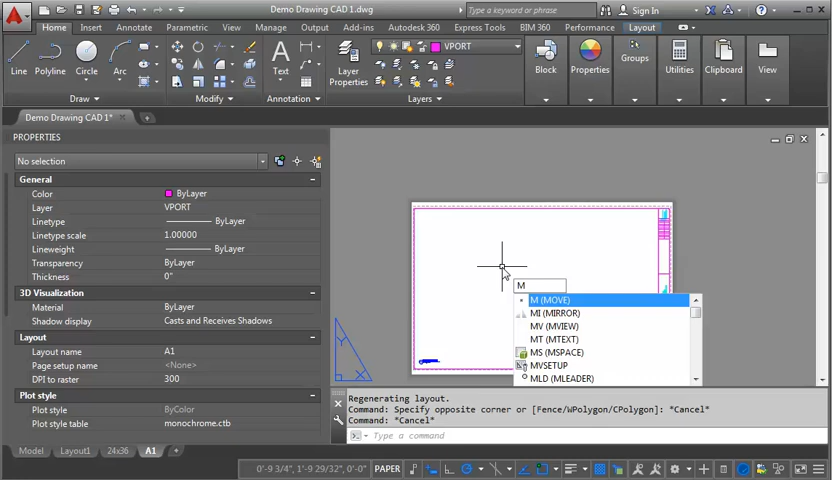 Demo Drawing CAD 1.dwg
Type a keyword or phrase
Sign In
Home Insert Annotate Parametric View Manage Output Add-ins Autodesk 360 Express Tools BIM 360 Performance Layout
VPORT
Line Polyline Circle Arc Text Layer Properties Block Properties Groups Utilities Clipboard View
Draw Modify Annotation Layers
Demo Drawing CAD 1*
PROPERTIES
No selection
General
Color ByLayer
Layer VPORT
Linetype ByLayer
Linetype scale 1.00000
Lineweight ByLayer
Transparency ByLayer
Thickness 0"
3D Visualization
Material ByLayer
Shadow display Casts and Receives Shadows
Layout
Layout name A1
Page setup name <None>
DPI to raster 300
Plot style
Plot style ByColor
Plot style table monochrome.ctb
M
M (MOVE)
MI (MIRROR)
MV (MVIEW)
MT (MTEXT)
MS (MSPACE)
MVSETUP
MLD (MLEADER)
Y
X
Regenerating layout.
Command: Specify opposite corner or [Fence/WPolygon/CPolygon]: *Cancel*
Command: *Cancel*
Type a command
Model Layout1 24x36 A1
0'-9 3/4", 1'-9 29/32", 0'-0" PAPER